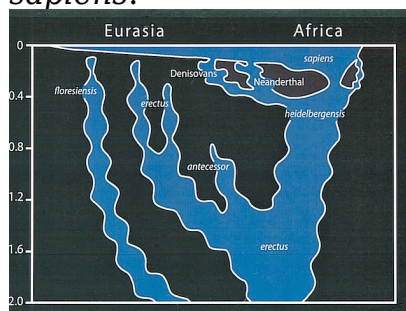 sapiens.
Eurasia Africa
0
sapiens
Denisovans
Neanderthal
floresiensis
0.4
erectus
heidelbergensis
0.8
antecessor
1.2
erectus
1.6
2.0